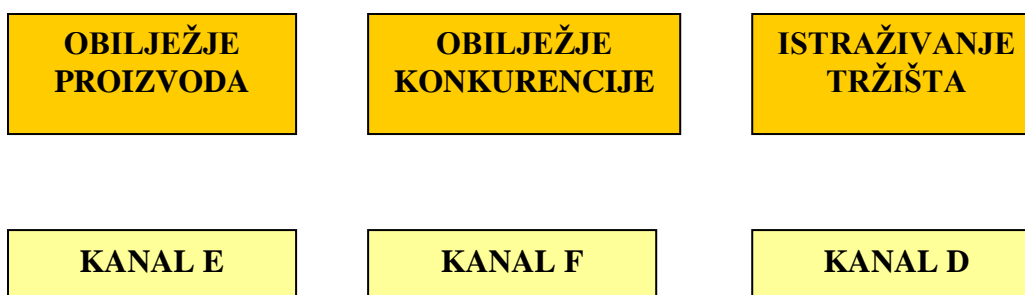 OBILJEŽJE
PROIZVODA
OBILJEŽJE
KONKURENCIJE
ISTRAŽIVANJE
TRŽIŠTA
KANAL E
KANAL F
KANAL D